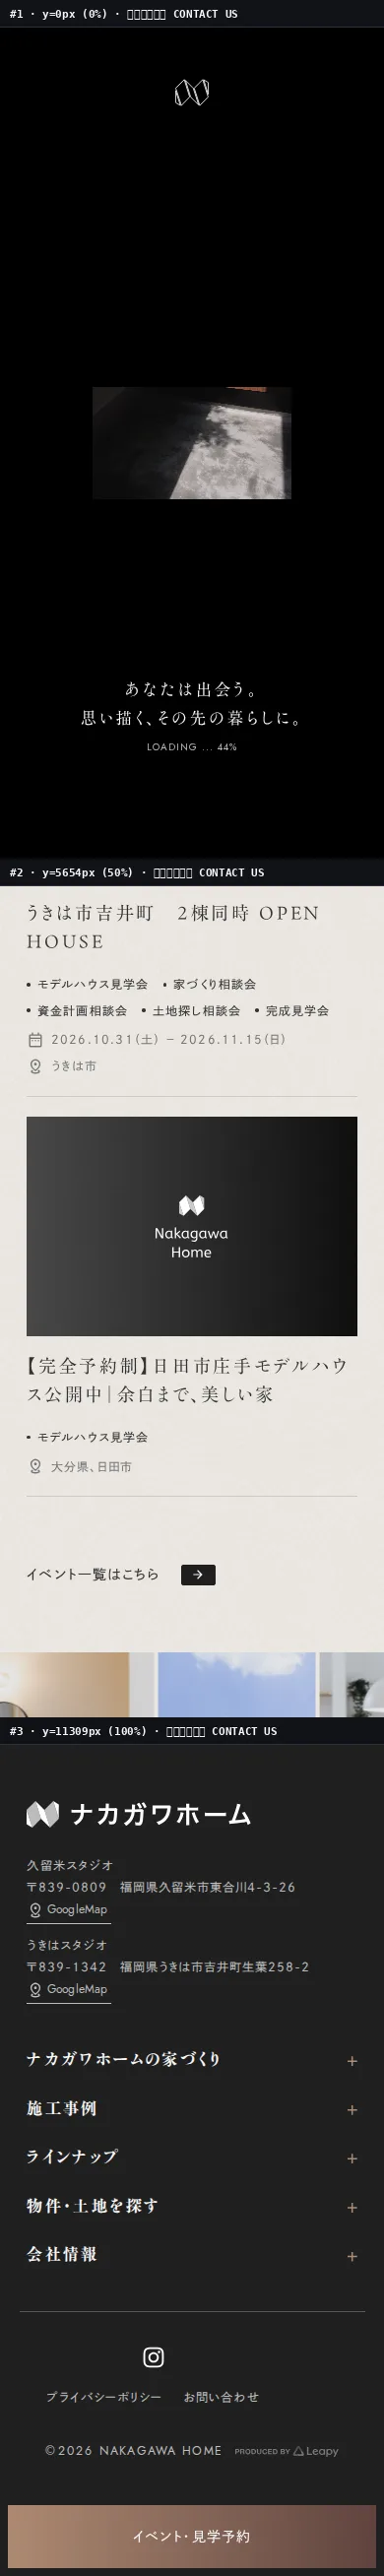 #1 · y=0px (0%) · □□□□□□ CONTACT US
あなたは出会う。
思い描く、その先の暮らしに。
LOADING ... 44%
#2 · y=5654px (50%) · □□□□□□ CONTACT US
うきは市吉井町　2棟同時 OPEN
HOUSE
• モデルハウス見学会 • 家づくり相談会
• 資金計画相談会 • 土地探し相談会 • 完成見学会
2026.10.31(土) − 2026.11.15(日)
うきは市
Nakagawa
Home
【完全予約制】日田市庄手モデルハウ
ス公開中｜余白まで、美しい家
• モデルハウス見学会
大分県、日田市
イベント一覧はこちら →
#3 · y=11309px (100%) · □□□□□□ CONTACT US
ナカガワホーム
久留米スタジオ
〒839-0809　福岡県久留米市東合川4-3-26
GoogleMap
うきはスタジオ
〒839-1342　福岡県うきは市吉井町生葉258-2
GoogleMap
ナカガワホームの家づくり +
施工事例 +
ラインナップ +
物件・土地を探す +
会社情報 +
プライバシーポリシー お問い合わせ
©2026 NAKAGAWA HOME PRODUCED BY Leapy
イベント・見学予約